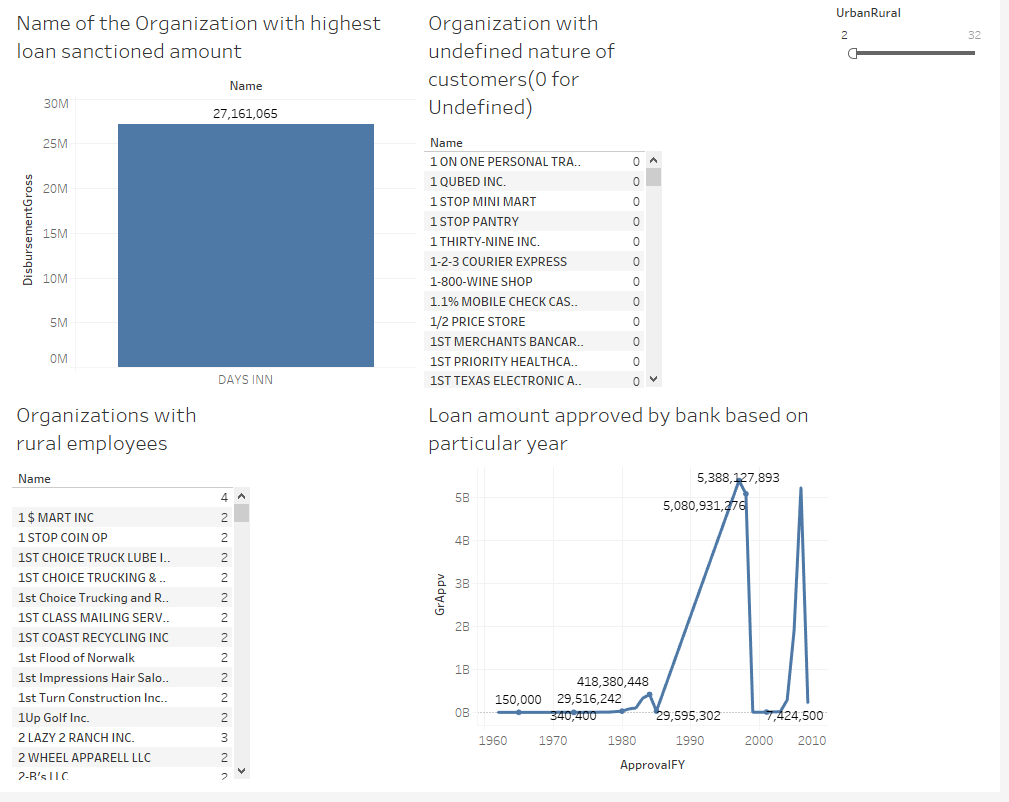 Name of the Organization with highest
loan sanctioned amount
Name
27,161,065
30M
25M
20M
15M
10M
5M
0M
DisbursementGross
DAYS INN
Organization with
undefined nature of
customers(0 for
Undefined)
Name
1 ON ONE PERSONAL TRA.. 0
1 QUBED INC. 0
1 STOP MINI MART 0
1 STOP PANTRY 0
1 THIRTY-NINE INC. 0
1-2-3 COURIER EXPRESS 0
1-800-WINE SHOP 0
1.1% MOBILE CHECK CAS.. 0
1/2 PRICE STORE 0
1ST MERCHANTS BANCAR.. 0
1ST PRIORITY HEALTHCA.. 0
1ST TEXAS ELECTRONIC A.. 0
UrbanRural
2 32
Organizations with
rural employees
Name
4
1 $ MART INC 2
1 STOP COIN OP 2
1ST CHOICE TRUCK LUBE I.. 2
1ST CHOICE TRUCKING & .. 2
1st Choice Trucking and R.. 2
1ST CLASS MAILING SERV.. 2
1ST COAST RECYCLING INC 2
1st Flood of Norwalk 2
1st Impressions Hair Salo.. 2
1st Turn Construction Inc.. 2
1Up Golf Inc. 2
2 LAZY 2 RANCH INC. 3
2 WHEEL APPARELL LLC 2
2-B's LLC 2
Loan amount approved by bank based on
particular year
5,388,127,893
5,080,931,276
418,380,448
150,000
29,516,242
340,400
29,595,302
7,424,500
5B
4B
3B
2B
1B
0B
GrAppv
1960 1970 1980 1990 2000 2010
ApprovalFY